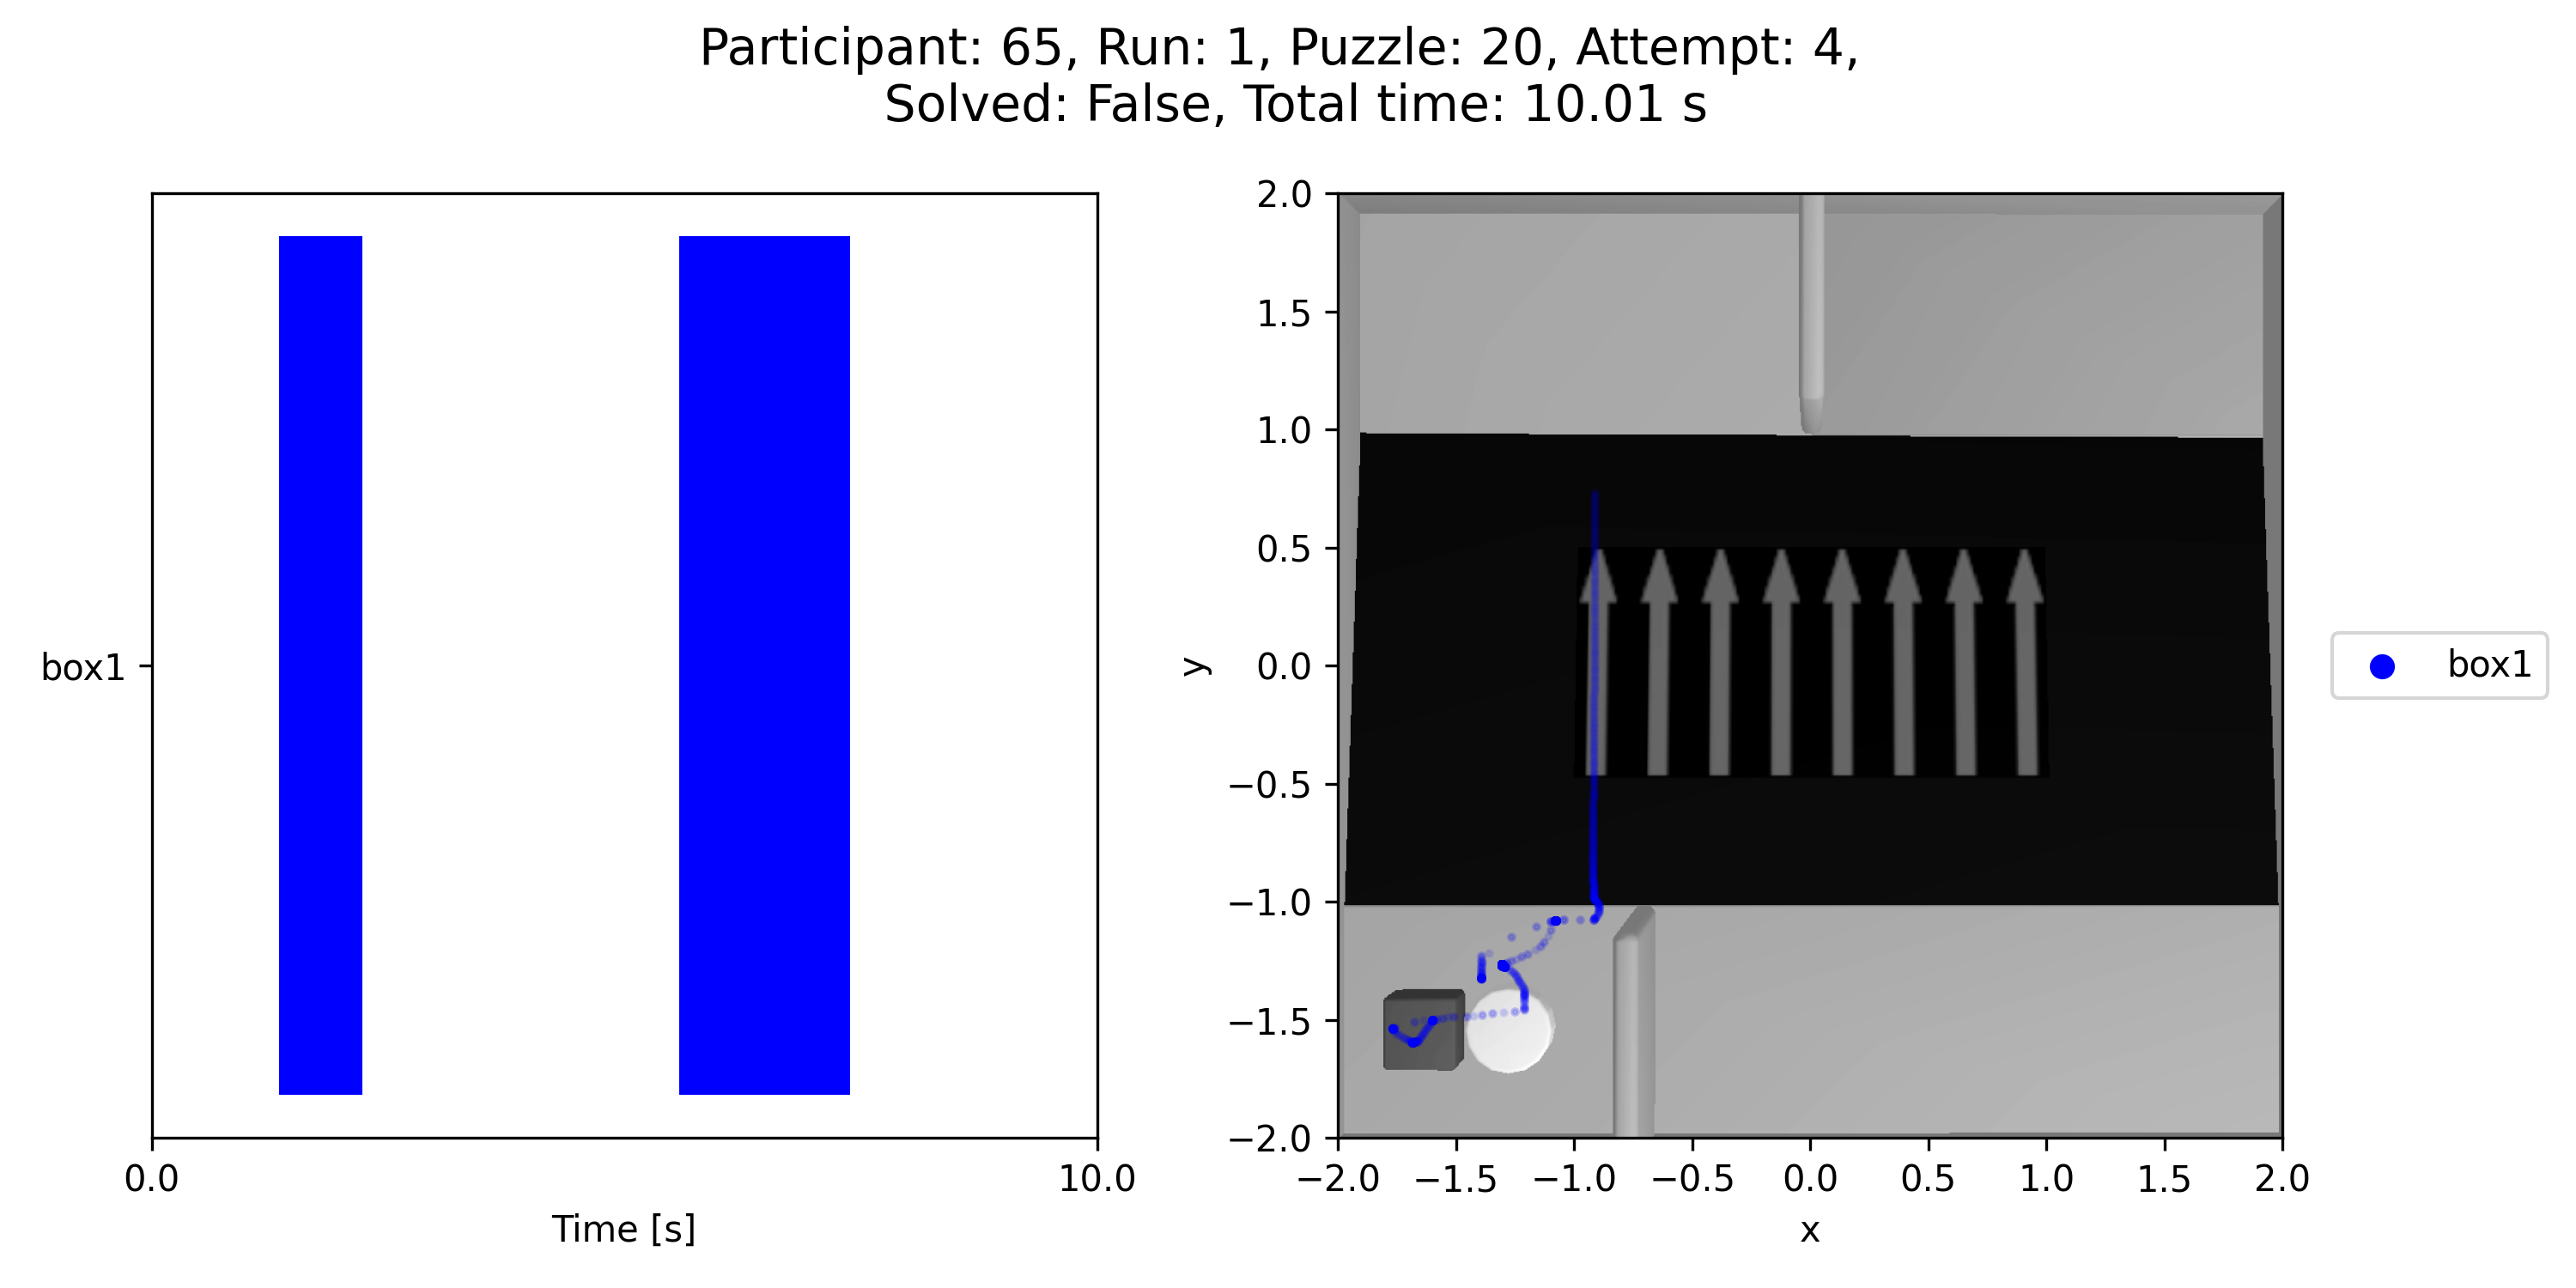 Participant: 65, Run: 1, Puzzle: 20, Attempt: 4,
Solved: False, Total time: 10.01 s
box1
0.0
10.0
Time [s]
2.0
1.5
1.0
0.5
0.0
−0.5
−1.0
−1.5
−2.0
y
−2.0
−1.5
−1.0
−0.5
0.0
0.5
1.0
1.5
2.0
x
box1